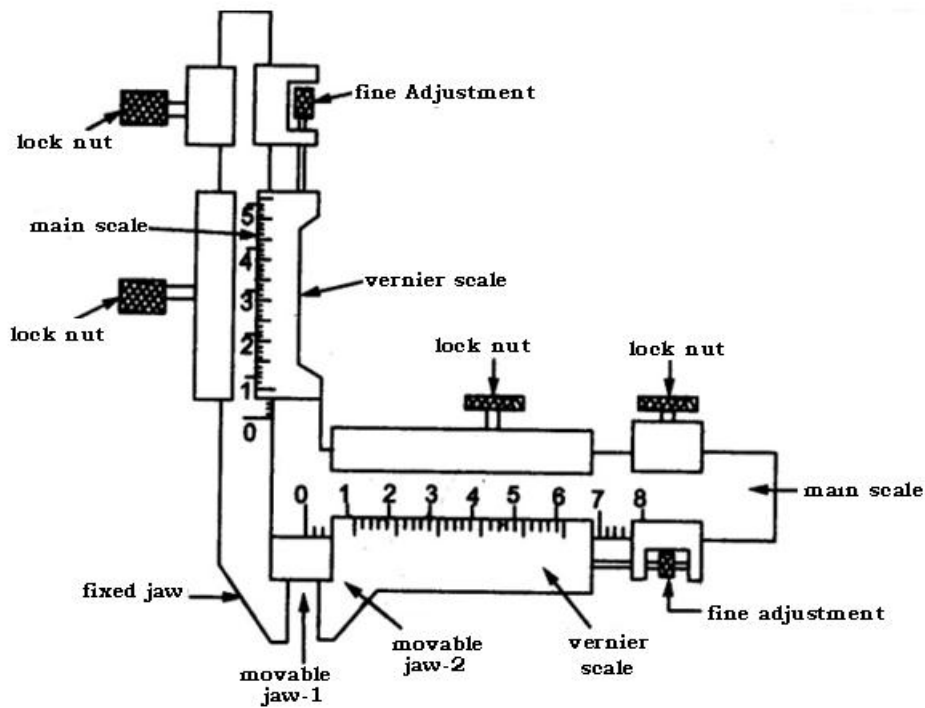 fine Adjustment
lock nut
5
main scale
4
vernier scale
3
lock nut
2
lock nut
lock nut
1
0
0 1 2 3 4 5 6 7 8
main scale
fixed jaw
fine adjustment
movable
jaw-1
movable
jaw-2
vernier
scale